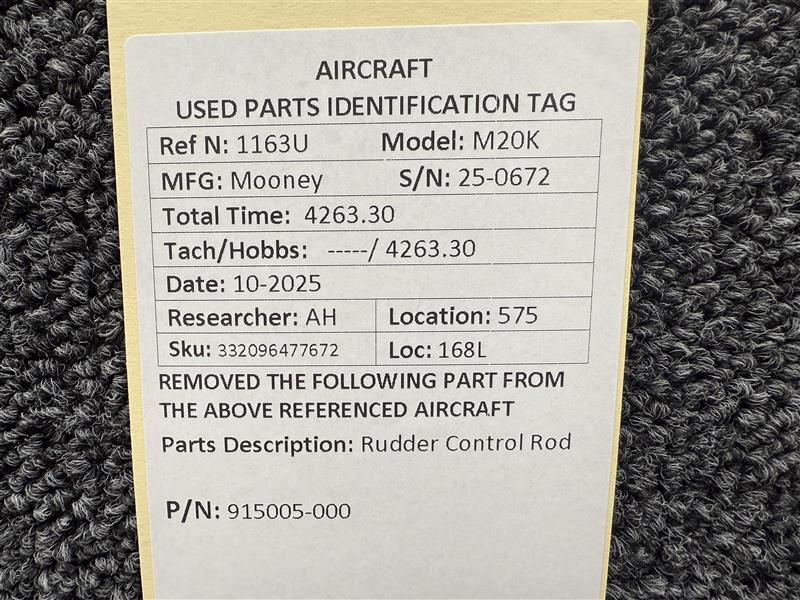 AIRCRAFT
USED PARTS IDENTIFICATION TAG
Ref N: 1163U Model: M20K
MFG: Mooney S/N: 25-0672
Total Time: 4263.30
Tach/Hobbs: -----/ 4263.30
Date: 10-2025
Researcher: AH Location: 575
Sku: 332096477672 Loc: 168L
REMOVED THE FOLLOWING PART FROM
THE ABOVE REFERENCED AIRCRAFT
Parts Description: Rudder Control Rod
P/N: 915005-000